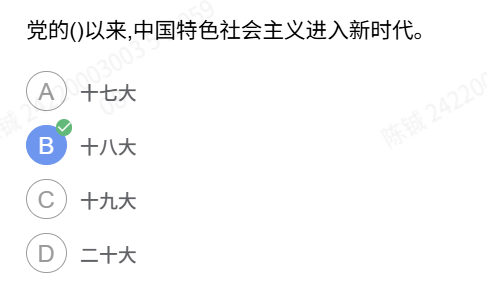 党的()以来,中国特色社会主义进入新时代。
A 十七大
B 十八大
C 十九大
D 二十大